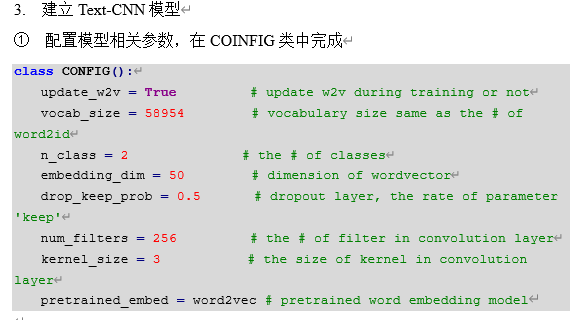 3. 建立 Text-CNN 模型↵
① 配置模型相关参数，在 COINFIG 类中完成↵
class CONFIG():↵
update_w2v = True # update w2v during training or not↵
vocab_size = 58954 # vocabulary size same as the # of
word2id↵
n_class = 2 # the # of classes↵
embedding_dim = 50 # dimension of wordvector↵
drop_keep_prob = 0.5 # dropout layer, the rate of parameter
'keep'↵
num_filters = 256 # the # of filter in convolution layer↵
kernel_size = 3 # the size of kernel in convolution
layer↵
pretrained_embed = word2vec # pretrained word embedding model↵